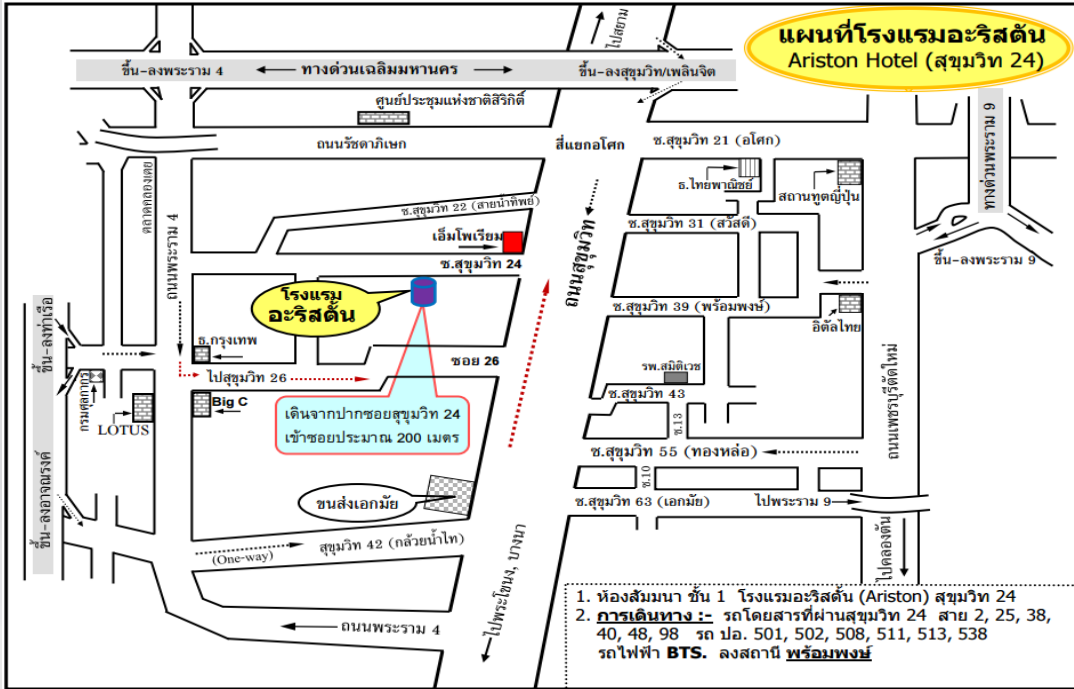 แผนที่โรงแรมอะริสตัน
Ariston Hotel (สุขุมวิท 24)
ไปสยาม
ขึ้น-ลงพระราม 4
ทางด่วนเฉลิมมหานคร
ขึ้น-ลงสุขุมวิท/เพลินจิต
ศูนย์ประชุมแห่งชาติสิริกิติ์
ถนนรัชดาภิเษก
สี่แยกอโศก
ซ.สุขุมวิท 21 (อโศก)
ทางด่วนพระราม 9
ธ.ไทยพาณิชย์
สถานทูตญี่ปุ่น
ตลาดคลองเตย
ถนนพระราม 4
ซ.สุขุมวิท 22 (สายน้ำทิพย์)
ซ.สุขุมวิท 31 (สวัสดี)
เอ็มโพเรียม
ซ.สุขุมวิท 24
ถนนสุขุมวิท
ขึ้น-ลงพระราม 9
โรงแรม
อะริสตั้น
ซ.สุขุมวิท 39 (พร้อมพงษ์)
อิตัลไทย
ขึ้น-ลงท่าเรือ
ธ.กรุงเทพ
ซอย 26
ไปสุขุมวิท 26
รพ.สมิติเวช
ซ.สุขุมวิท 43
ถนนเพชรบุรีตัดใหม่
กรมศุลกากร
LOTUS
Big C
เดินจากปากซอยสุขุมวิท 24
เข้าซอยประมาณ 200 เมตร
ซ.13
ซ.สุขุมวิท 55 (ทองหล่อ)
ซ.10
ขึ้น-ลงอาจณรงค์
ขนส่งเอกมัย
ซ.สุขุมวิท 63 (เอกมัย)
ไปพระราม 9
สุขุมวิท 42 (กล้วยน้ำไท)
(One-way)
ไปคลองตัน
ไปพระโขนง, บางนา
ถนนพระราม 4
1. ห้องสัมมนา ชั้น 1 โรงแรมอะริสตั้น (Ariston) สุขุมวิท 24
2. การเดินทาง :- รถโดยสารที่ผ่านสุขุมวิท 24 สาย 2, 25, 38,
40, 48, 98 รถ ปอ. 501, 502, 508, 511, 513, 538
รถไฟฟ้า BTS. ลงสถานี พร้อมพงษ์